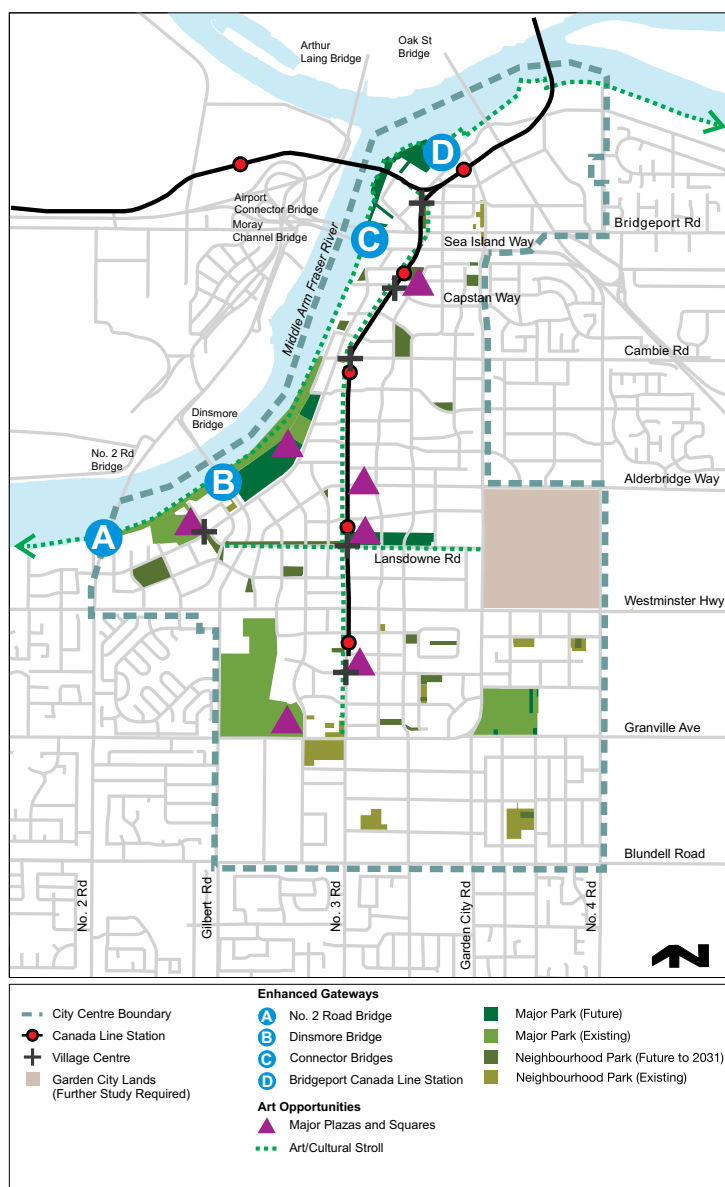 Arthur
Laing Bridge
Oak St
Bridge
D
Airport
Connector Bridge
Moray
Channel Bridge
C
Bridgeport Rd
Sea Island Way
Middle Arm Fraser River
Capstan Way
Cambie Rd
Dinsmore
Bridge
No. 2 Rd
Bridge
B
Alderbridge Way
A
Lansdowne Rd
Westminster Hwy
Granville Ave
Blundell Road
No. 2 Rd
Gilbert Rd
No. 3 Rd
Garden City Rd
No. 4 Rd
N
City Centre Boundary
Canada Line Station
Village Centre
Garden City Lands
(Further Study Required)
Enhanced Gateways
A No. 2 Road Bridge
B Dinsmore Bridge
C Connector Bridges
D Bridgeport Canada Line Station
Art Opportunities
Major Plazas and Squares
Art/Cultural Stroll
Major Park (Future)
Major Park (Existing)
Neighbourhood Park (Future to 2031)
Neighbourhood Park (Existing)